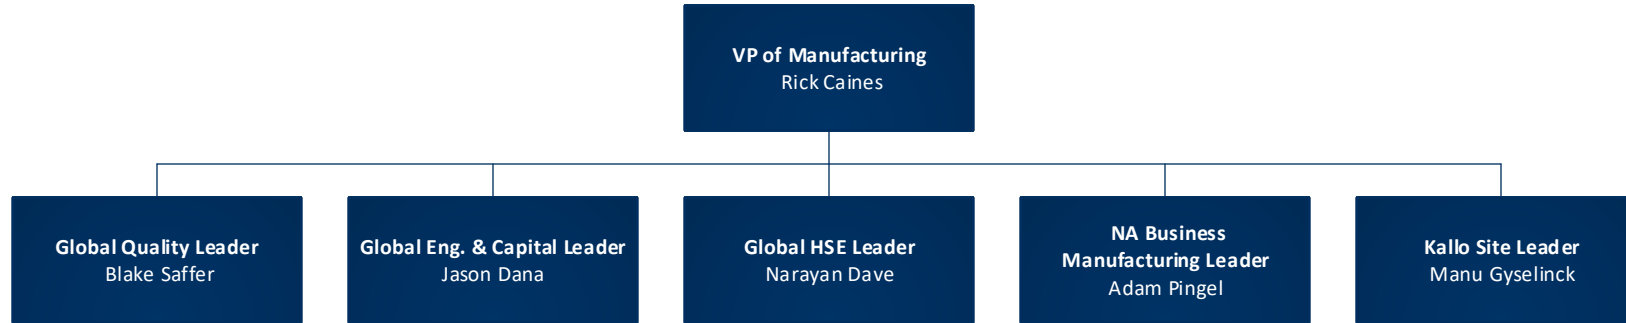 VP of Manufacturing
Rick Caines
Global Quality Leader
Blake Saffer
Global Eng. & Capital Leader
Jason Dana
Global HSE Leader
Narayan Dave
NA Business
Manufacturing Leader
Adam Pingel
Kallo Site Leader
Manu Gyselinck